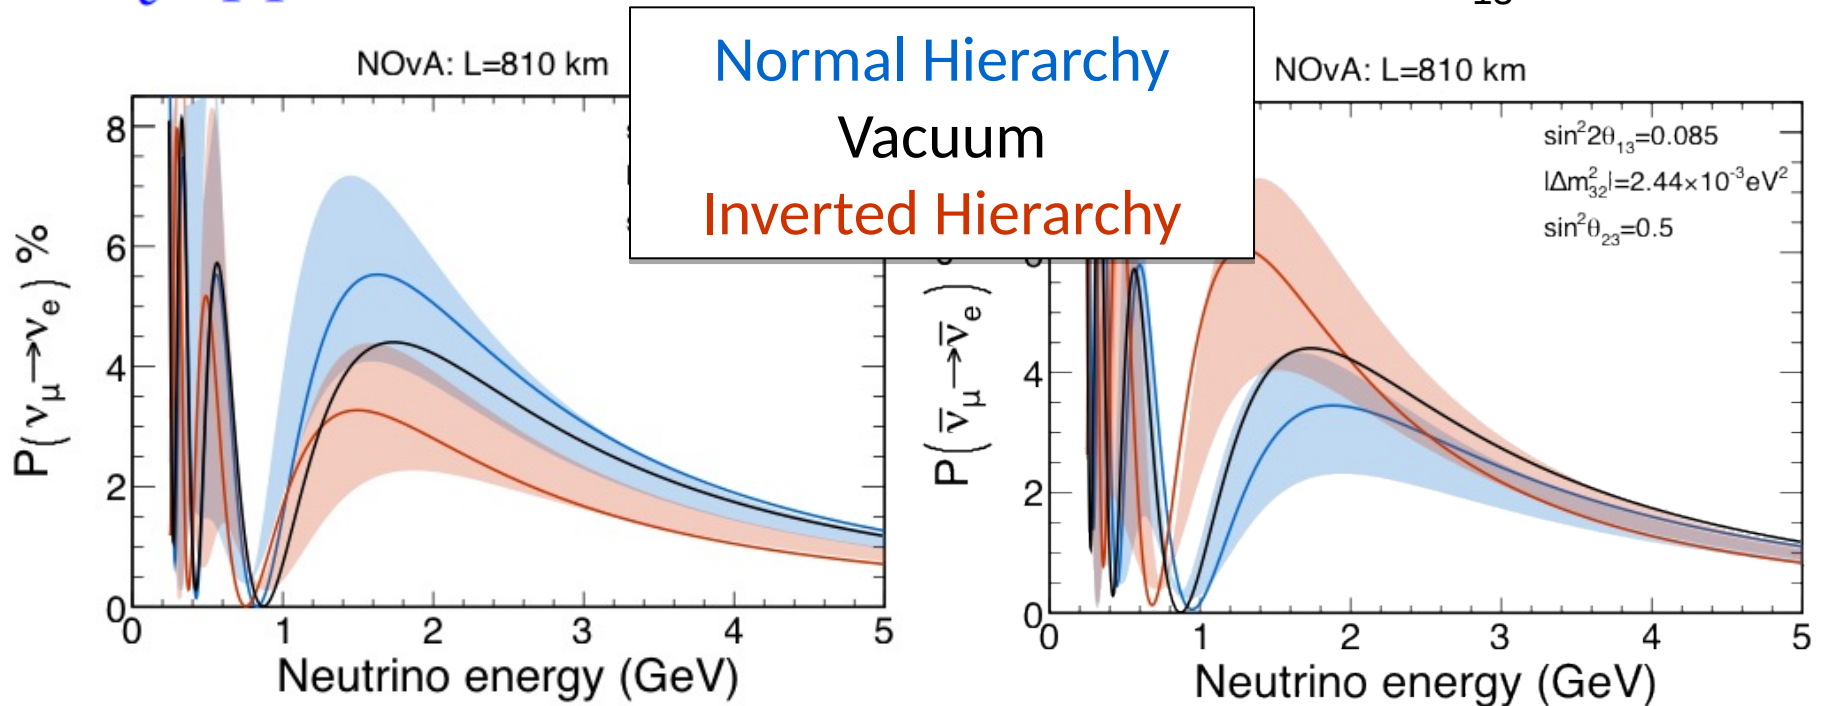 NOvA: L=810 km
Normal Hierarchy
Vacuum
Inverted Hierarchy
NOvA: L=810 km
sin²2θ₁₃=0.085
|Δm²₃₂|=2.44×10⁻³eV²
sin²θ₂₃=0.5
P(νμ→νe) %
8
6
4
2
0
0 1 2 3 4 5
Neutrino energy (GeV)
P(ν̄μ→ν̄e)
4
2
0
0 1 2 3 4 5
Neutrino energy (GeV)